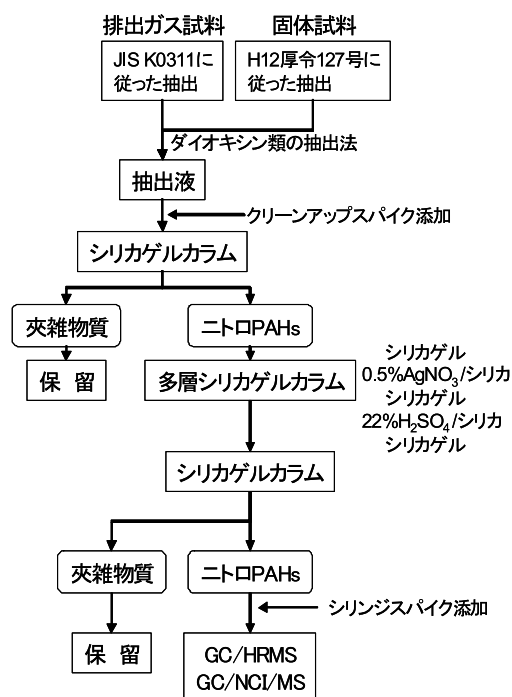 排出ガス試料
固体試料
JIS K0311に
従った抽出
H12厚令127号に
従った抽出
ダイオキシン類の抽出法
抽出液
クリーンアップスパイク添加
シリカゲルカラム
夾雑物質
ニトロPAHs
保 留
多層シリカゲルカラム
シリカゲル
0.5%AgNO3/シリカ
シリカゲル
22%H2SO4/シリカ
シリカゲル
シリカゲルカラム
夾雑物質
ニトロPAHs
シリンジスパイク添加
保 留
GC/HRMS
GC/NCI/MS